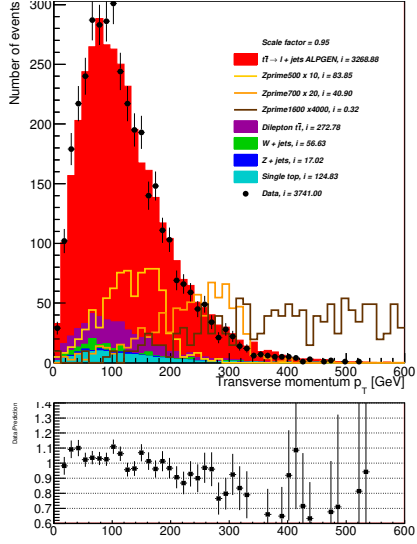 Number of events
300
250
200
150
100
50
0
Scale factor = 0.95
tt̄ → l + jets ALPGEN, i = 3268.88
Zprime500 x 10, i = 83.85
Zprime700 x 20, i = 40.90
Zprime1600 x4000, i = 0.32
Dilepton tt̄, i = 272.78
W + jets, i = 56.63
Z + jets, i = 17.02
Single top, i = 124.83
Data, i = 3741.00
0 100 200 300 400 500 600
Transverse momentum p_T [GeV]
Data/Prediction
1.4
1.3
1.2
1.1
1
0.9
0.8
0.7
0.6
0 100 200 300 400 500 600